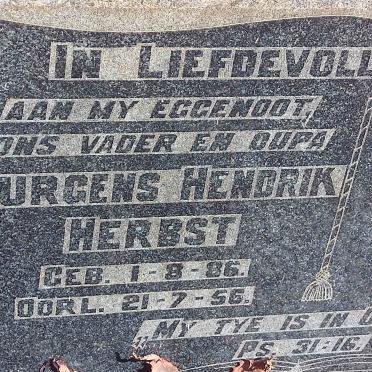 IN LIEFDEVOLL
AAN MY EGGENOOT,
ONS VADER EN OUPA
URGENS HENDRIK
HERBST
GEB. 1-8-86.
OORL. 21-7-56.
MY TYE IS IN U
PS. 31:16.